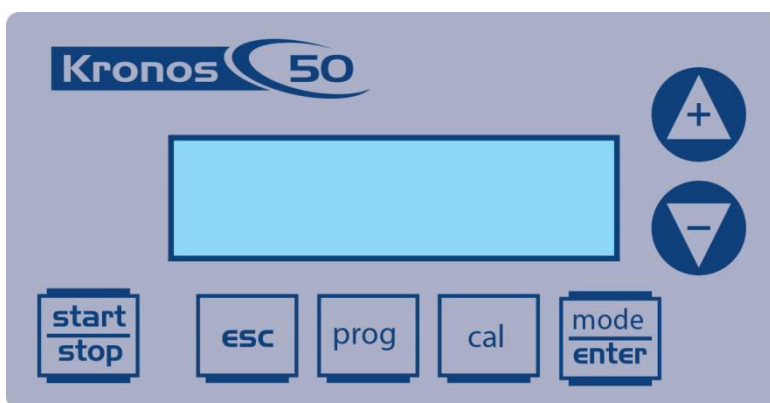 Kronos 50
+
-
start
stop
esc
prog
cal
mode
enter